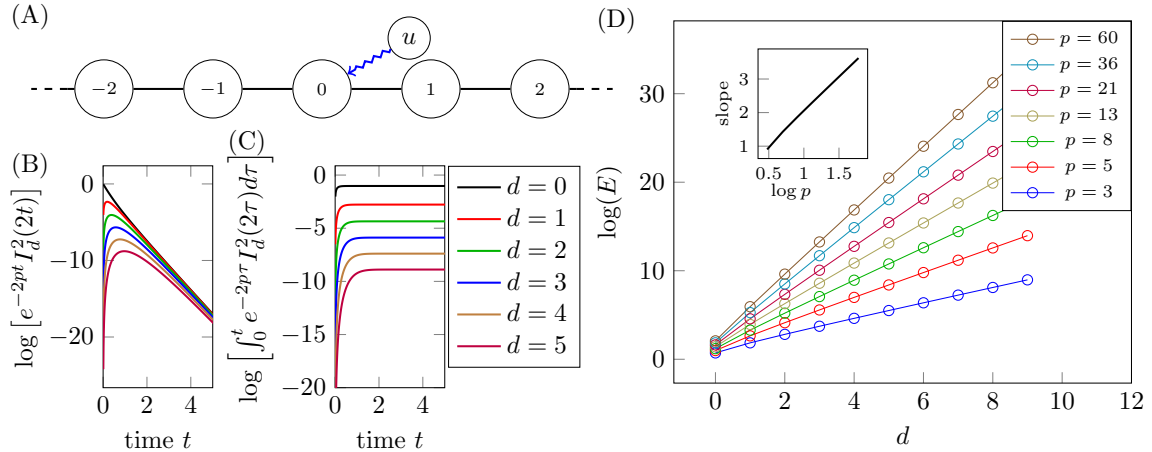 (A)
u
−2 −1 0 1 2
(B)
log [e^{−2pt} I_d^2(2t)]
0
−10
−20
0 2 4
time t
(C)
log [∫_0^t e^{−2pτ} I_d^2(2τ)dτ]
0
−5
−10
−15
−20
0 2 4
time t
d = 0
d = 1
d = 2
d = 3
d = 4
d = 5
(D)
log(E)
30
20
10
0
0 2 4 6 8 10 12
d
slope
3
2
1
0.5 1 1.5
log p
p = 60
p = 36
p = 21
p = 13
p = 8
p = 5
p = 3